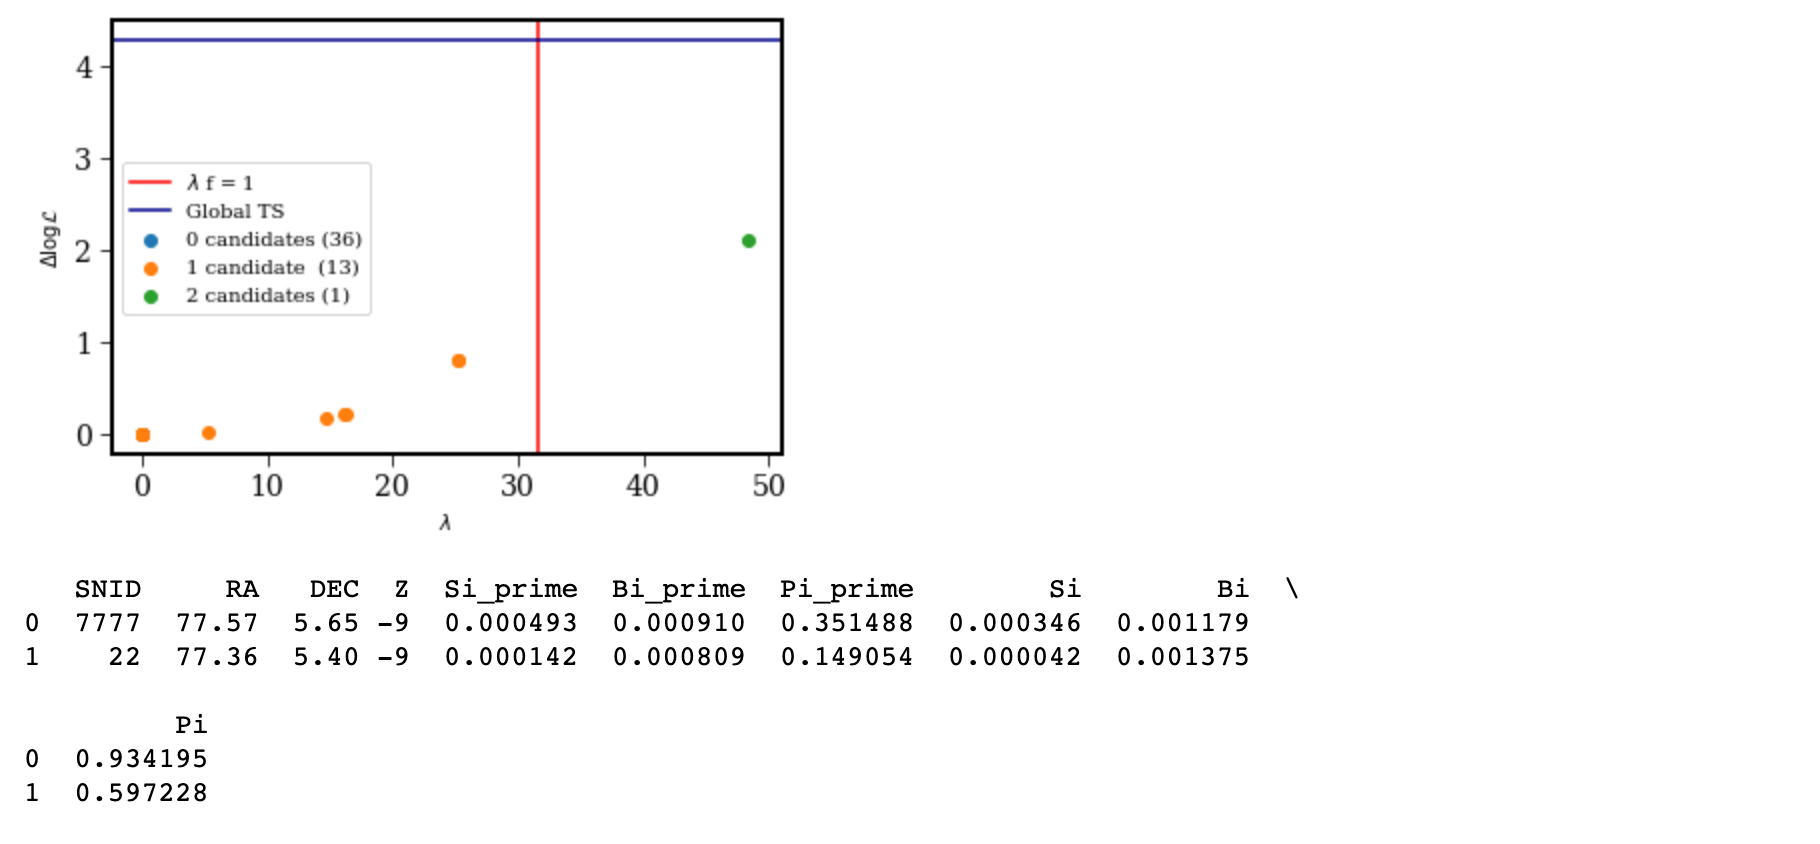 4
3
2
1
0
Δlogℒ
λ f = 1
Global TS
0 candidates (36)
1 candidate (13)
2 candidates (1)
0 10 20 30 40 50
λ
SNID RA DEC Z Si_prime Bi_prime Pi_prime Si Bi \
0 7777 77.57 5.65 -9 0.000493 0.000910 0.351488 0.000346 0.001179
1 22 77.36 5.40 -9 0.000142 0.000809 0.149054 0.000042 0.001375
Pi
0 0.934195
1 0.597228